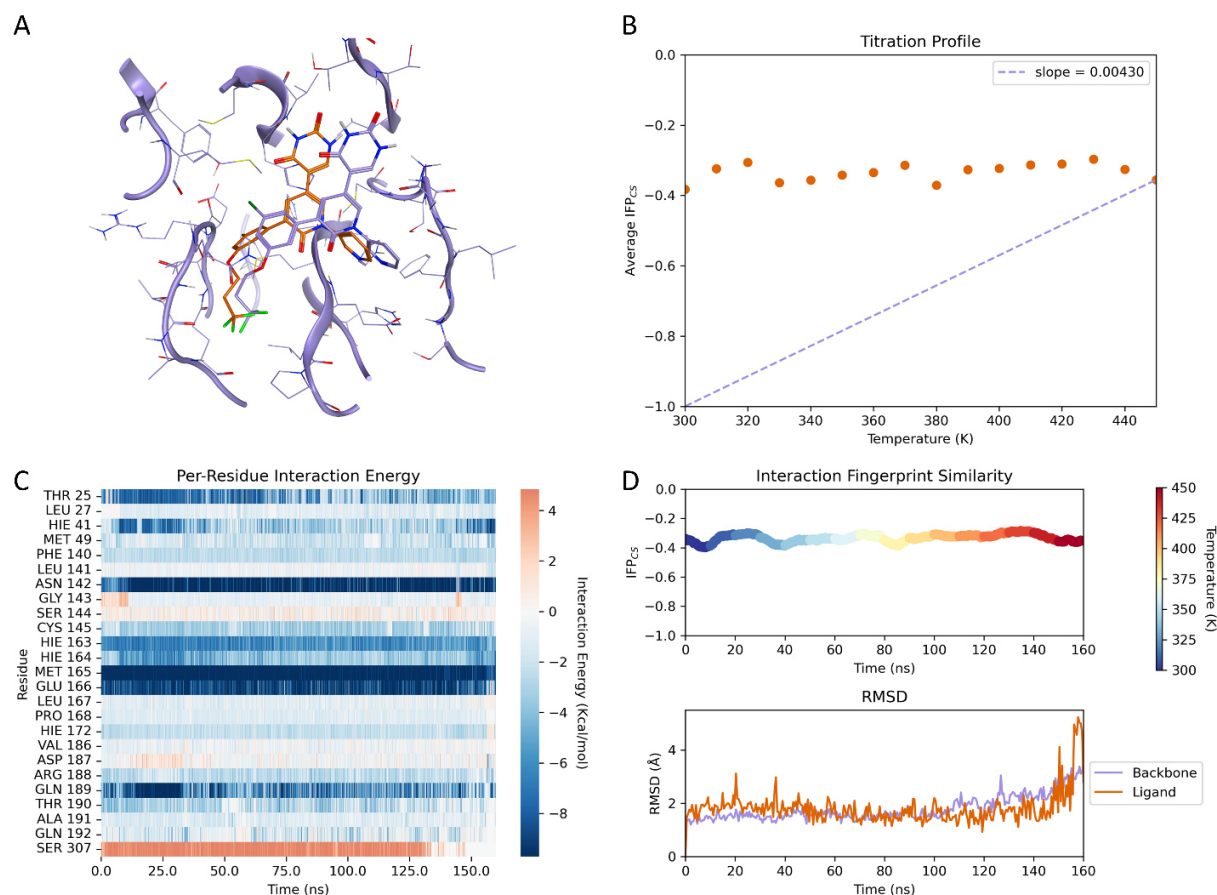 A
B
Titration Profile
slope = 0.00430
0.0
−0.2
−0.4
−0.6
−0.8
−1.0
Average IFP_CS
300
320
340
360
380
400
420
440
Temperature (K)
C
Per-Residue Interaction Energy
Residue
THR 25
LEU 27
HIE 41
MET 49
PHE 140
LEU 141
ASN 142
GLY 143
SER 144
CYS 145
HIE 163
HIE 164
MET 165
GLU 166
LEU 167
PRO 168
HIE 172
VAL 186
ASP 187
ARG 188
GLN 189
THR 190
ALA 191
GLN 192
SER 307
0.0
25.0
50.0
75.0
100.0
125.0
150.0
Time (ns)
4
2
0
−2
−4
−6
−8
Interaction Energy (Kcal/mol)
D
Interaction Fingerprint Similarity
0.0
−0.2
−0.4
−0.6
−0.8
−1.0
IFP_CS
0
20
40
60
80
100
120
140
160
Time (ns)
450
425
400
375
350
325
300
Temperature
(K)
RMSD
4
2
0
RMSD (Å)
0
20
40
60
80
100
120
140
160
Time (ns)
Backbone
Ligand